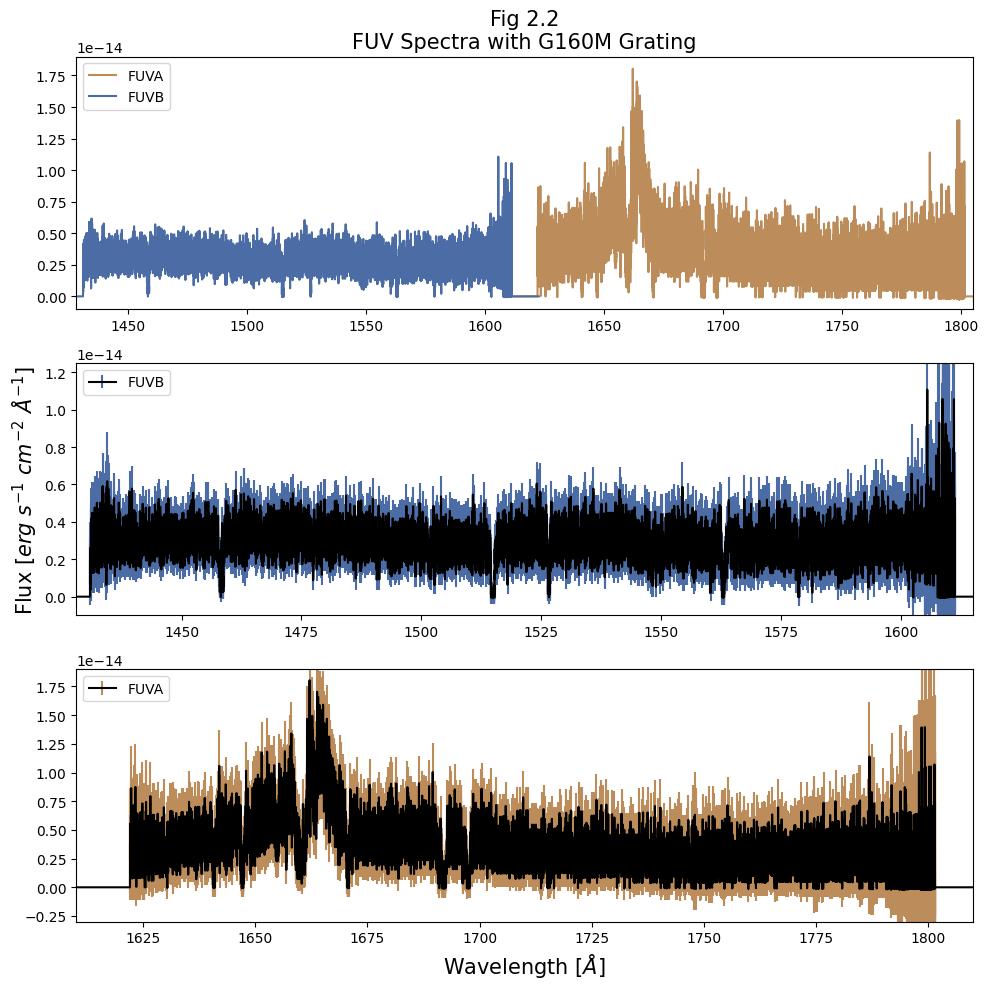 Fig 2.2
FUV Spectra with G160M Grating
1e−14
FUVA
FUVB
1.75
1.50
1.25
1.00
0.75
0.50
0.25
0.00
1450 1500 1550 1600 1650 1700 1750 1800
1e−14
FUVB
1.2
1.0
0.8
0.6
0.4
0.2
0.0
1450 1475 1500 1525 1550 1575 1600
Flux [erg s⁻¹ cm⁻² Å⁻¹]
1e−14
FUVA
1.75
1.50
1.25
1.00
0.75
0.50
0.25
0.00
−0.25
1625 1650 1675 1700 1725 1750 1775 1800
Wavelength [Å]